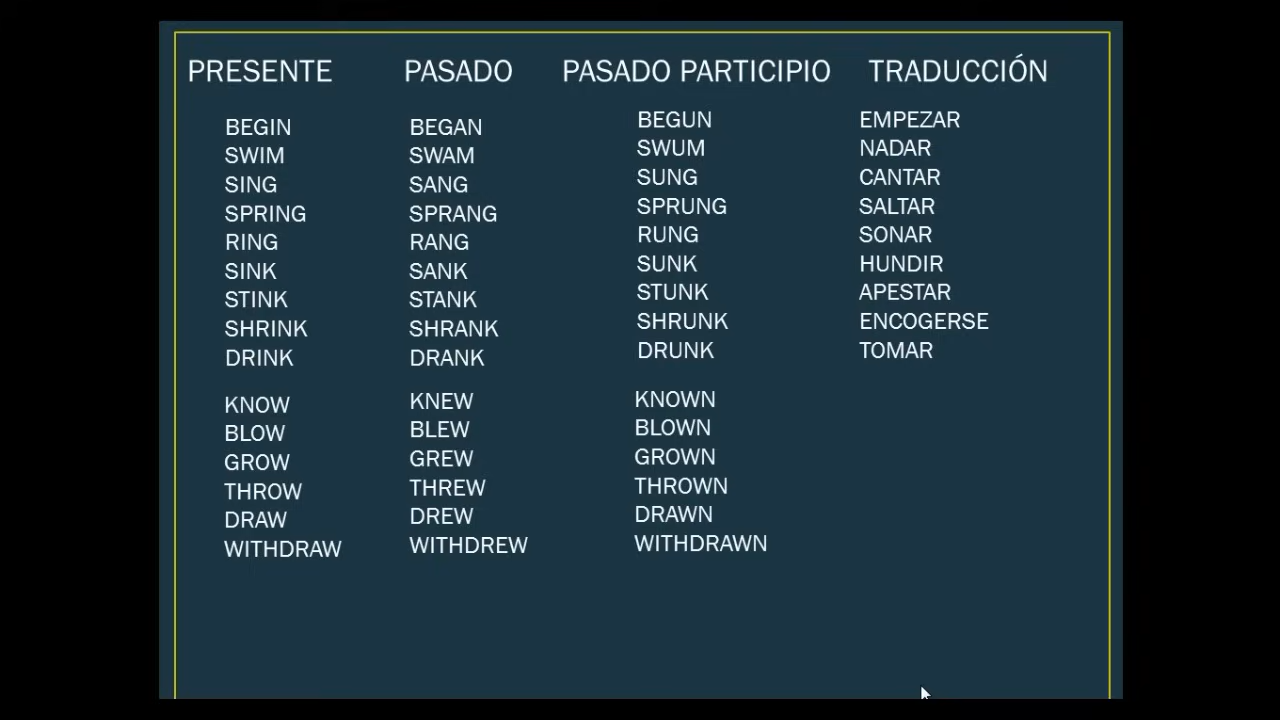 PRESENTE PASADO PASADO PARTICIPIO TRADUCCIÓN
BEGIN BEGAN BEGUN EMPEZAR
SWIM SWAM SWUM NADAR
SING SANG SUNG CANTAR
SPRING SPRANG SPRUNG SALTAR
RING RANG RUNG SONAR
SINK SANK SUNK HUNDIR
STINK STANK STUNK APESTAR
SHRINK SHRANK SHRUNK ENCOGERSE
DRINK DRANK DRUNK TOMAR
KNOW KNEW KNOWN
BLOW BLEW BLOWN
GROW GREW GROWN
THROW THREW THROWN
DRAW DREW DRAWN
WITHDRAW WITHDREW WITHDRAWN